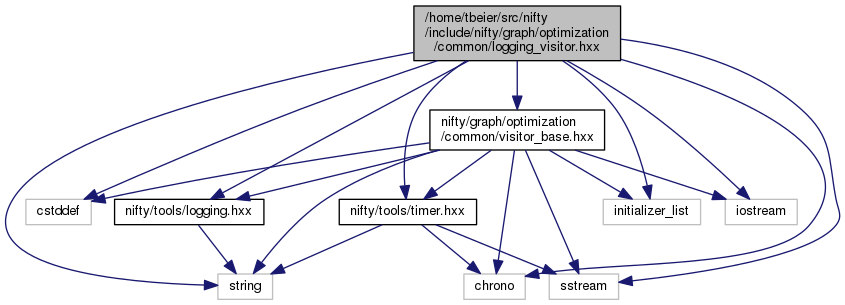 /home/tbeier/src/nifty
/include/nifty/graph/optimization
/common/logging_visitor.hxx
nifty/graph/optimization
/common/visitor_base.hxx
cstddef
nifty/tools/logging.hxx
nifty/tools/timer.hxx
initializer_list
iostream
string
chrono
sstream